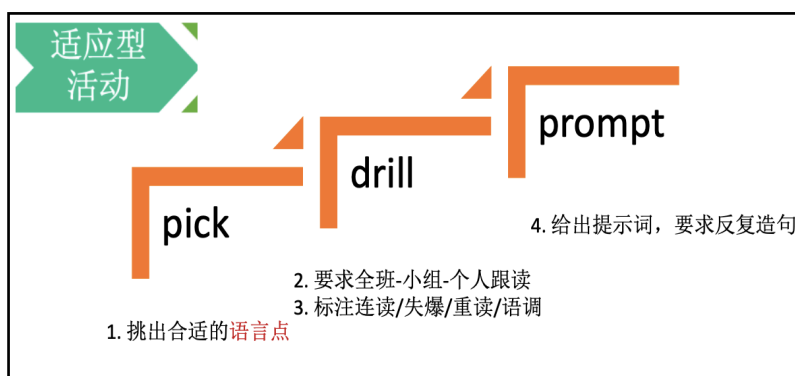 适应型
活动
pick
drill
prompt
1. 挑出合适的语言点
2. 要求全班-小组-个人跟读
3. 标注连读/失爆/重读/语调
4. 给出提示词，要求反复造句